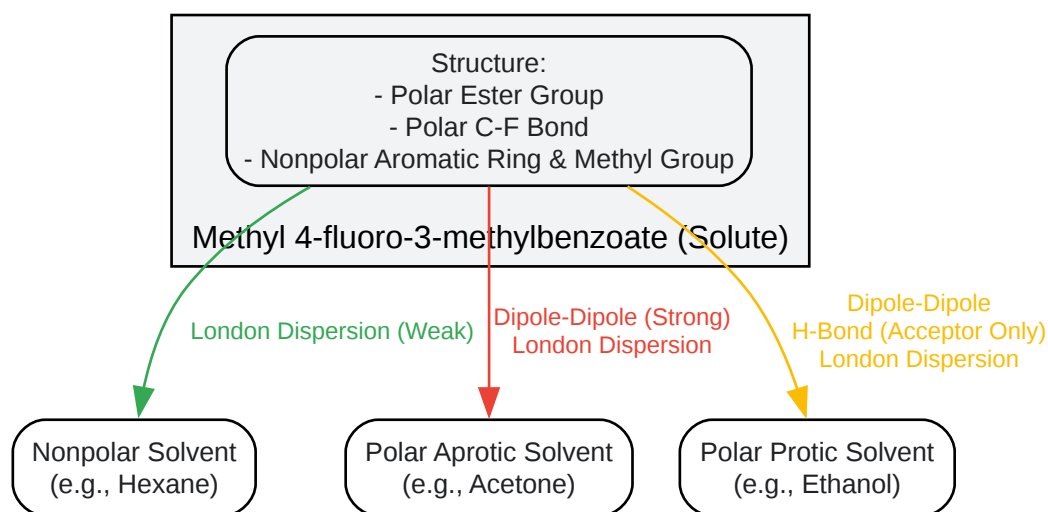 Structure:
- Polar Ester Group
- Polar C-F Bond
- Nonpolar Aromatic Ring & Methyl Group
Methyl 4-fluoro-3-methylbenzoate (Solute)
London Dispersion (Weak)
Dipole-Dipole (Strong)
London Dispersion
Dipole-Dipole
H-Bond (Acceptor Only)
London Dispersion
Nonpolar Solvent
(e.g., Hexane)
Polar Aprotic Solvent
(e.g., Acetone)
Polar Protic Solvent
(e.g., Ethanol)